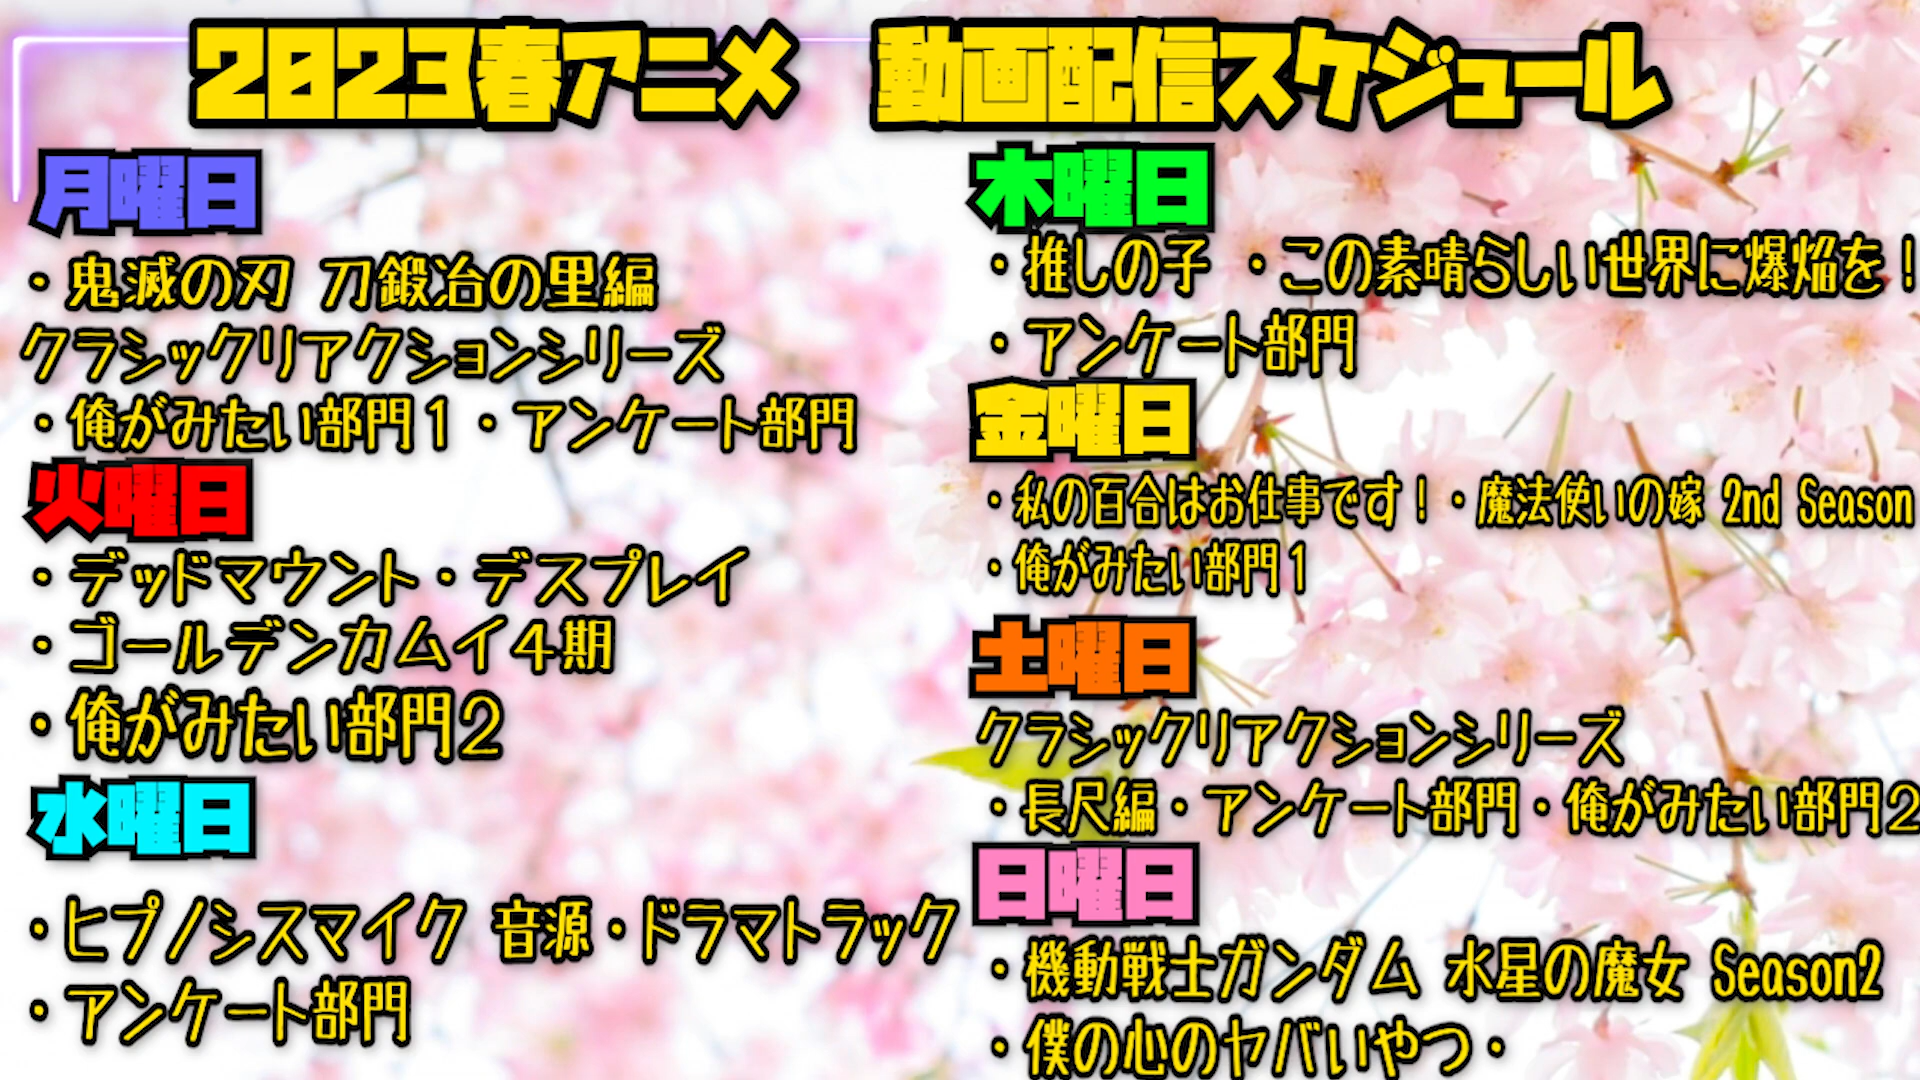 2023春アニメ 動画配信スケジュール
月曜日
・鬼滅の刃 刀鍛冶の里編
クラシックリアクションシリーズ
・俺がみたい部門１・アンケート部門
火曜日
・デッドマウント・デスプレイ
・ゴールデンカムイ４期
・俺がみたい部門２
水曜日
・ヒプノシスマイク 音源・ドラマトラック
・アンケート部門
木曜日
・推しの子 ・この素晴らしい世界に爆焔を！
・アンケート部門
金曜日
・私の百合はお仕事です！・魔法使いの嫁 2nd Season
・俺がみたい部門１
土曜日
クラシックリアクションシリーズ
・長尺編・アンケート部門・俺がみたい部門２
日曜日
・機動戦士ガンダム 水星の魔女 Season2
・僕の心のヤバいやつ・